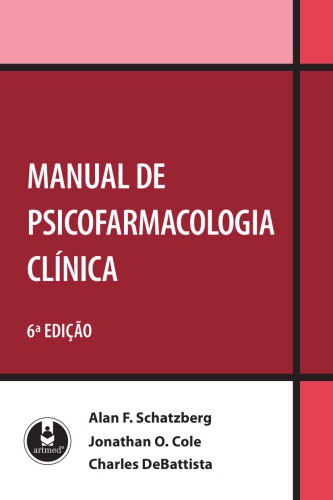 MANUAL DE
PSICOFARMACOLOGIA
CLÍNICA
6ª EDIÇÃO
Alan F. Schatzberg
Jonathan O. Cole
Charles DeBattista
artmed®